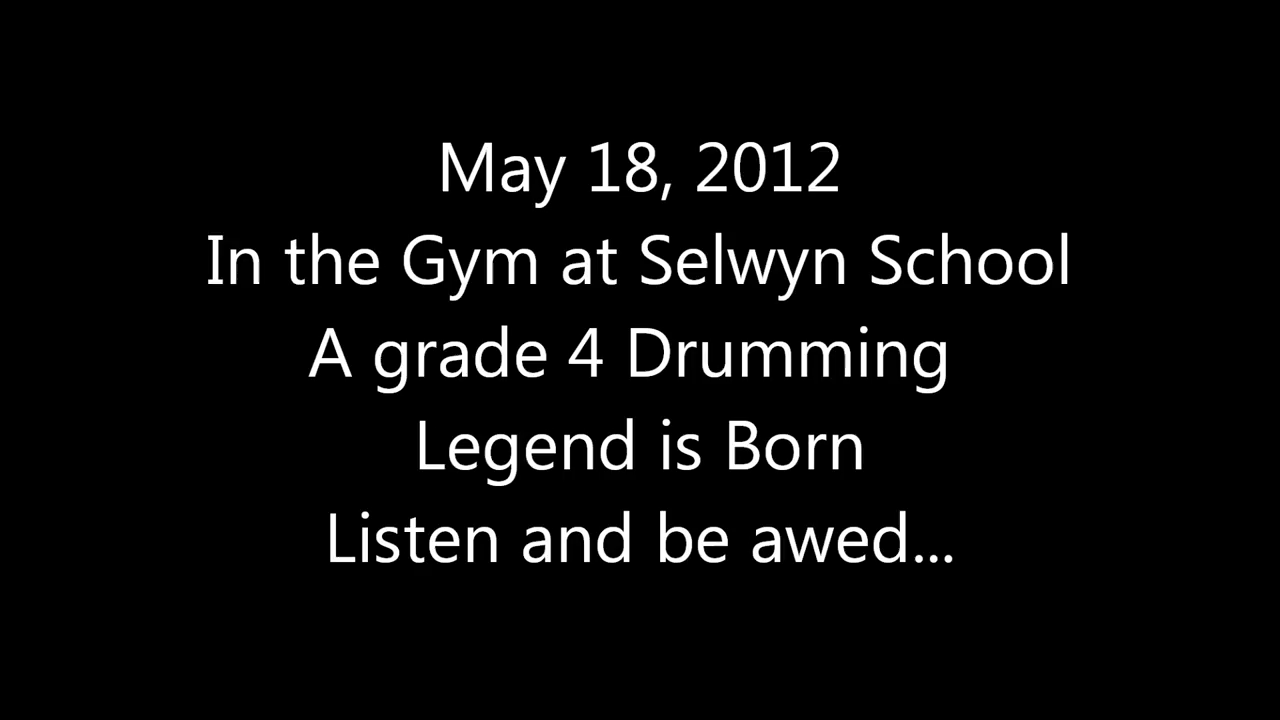 May 18, 2012
In the Gym at Selwyn School
A grade 4 Drumming
Legend is Born
Listen and be awed...